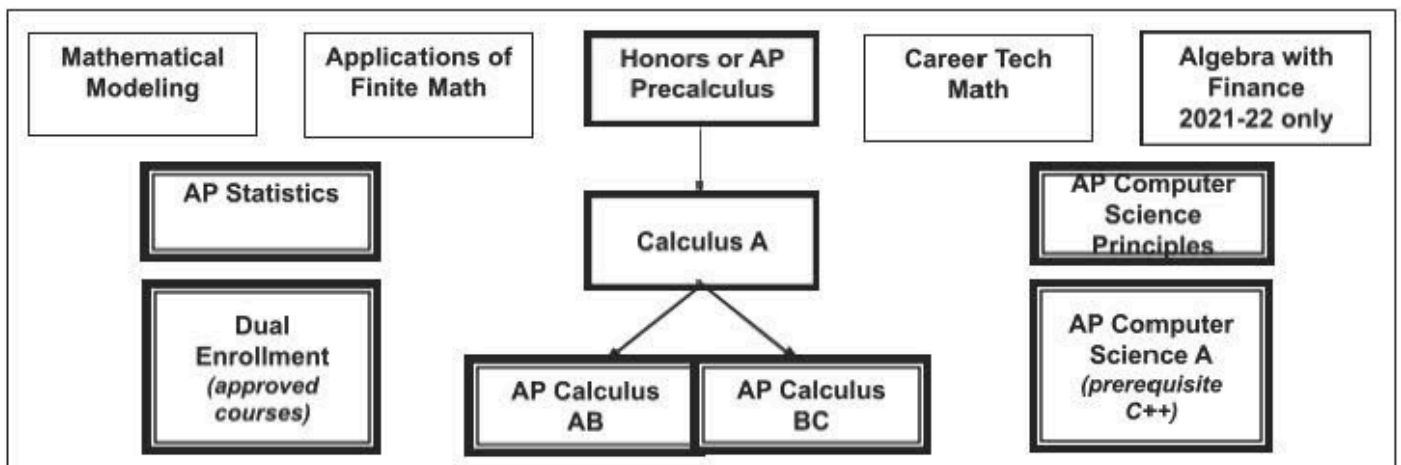 Mathematical
Modeling
Applications of
Finite Math
Honors or AP
Precalculus
Career Tech
Math
Algebra with
Finance
2021-22 only
AP Statistics
Calculus A
AP Computer
Science
Principles
Dual
Enrollment
(approved
courses)
AP Calculus
AB
AP Calculus
BC
AP Computer
Science A
(prerequisite
C++)